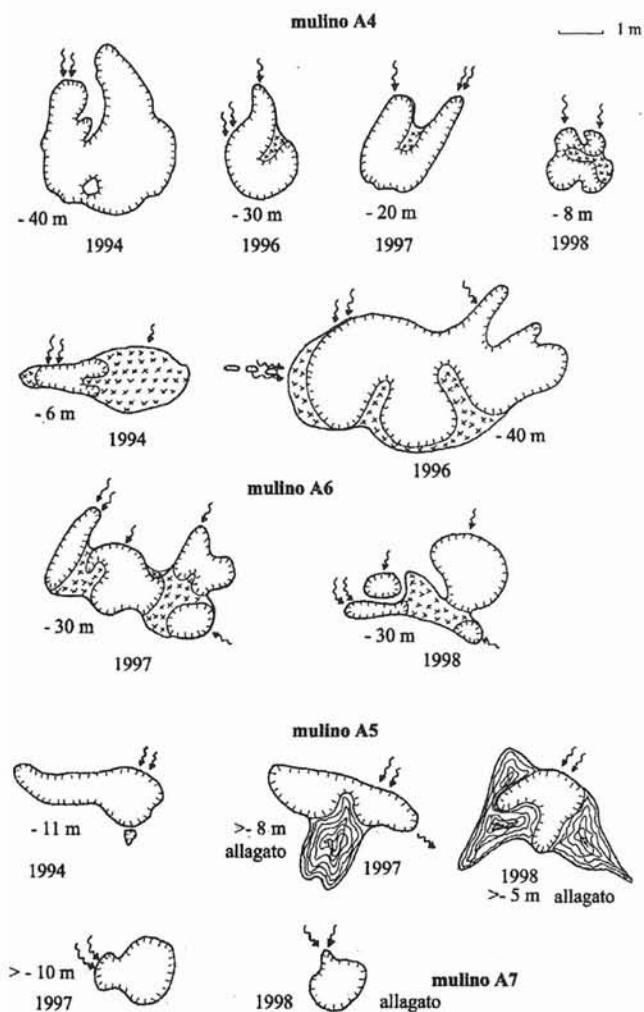 mulino A4
1 m
- 40 m
1994
- 30 m
1996
- 20 m
1997
- 8 m
1998
- 6 m
1994
- 40 m
1996
mulino A6
- 30 m
1997
- 30 m
1998
mulino A5
- 11 m
1994
>- 8 m
allagato
1997
1998
>- 5 m allagato
> - 10 m
1997
1998
allagato
mulino A7